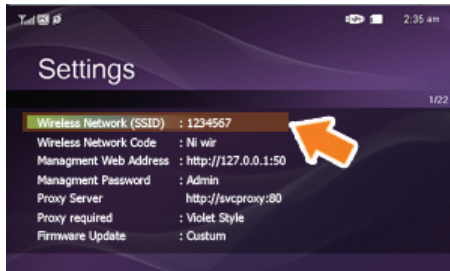 2:35 am
Settings
1/22
Wireless Network (SSID) : 1234567
Wireless Network Code : Ni wir
Managment Web Address : http://127.0.0.1:50
Managment Password : Admin
Proxy Server http://svcproxy:80
Proxy required : Violet Style
Firmware Update : Custum